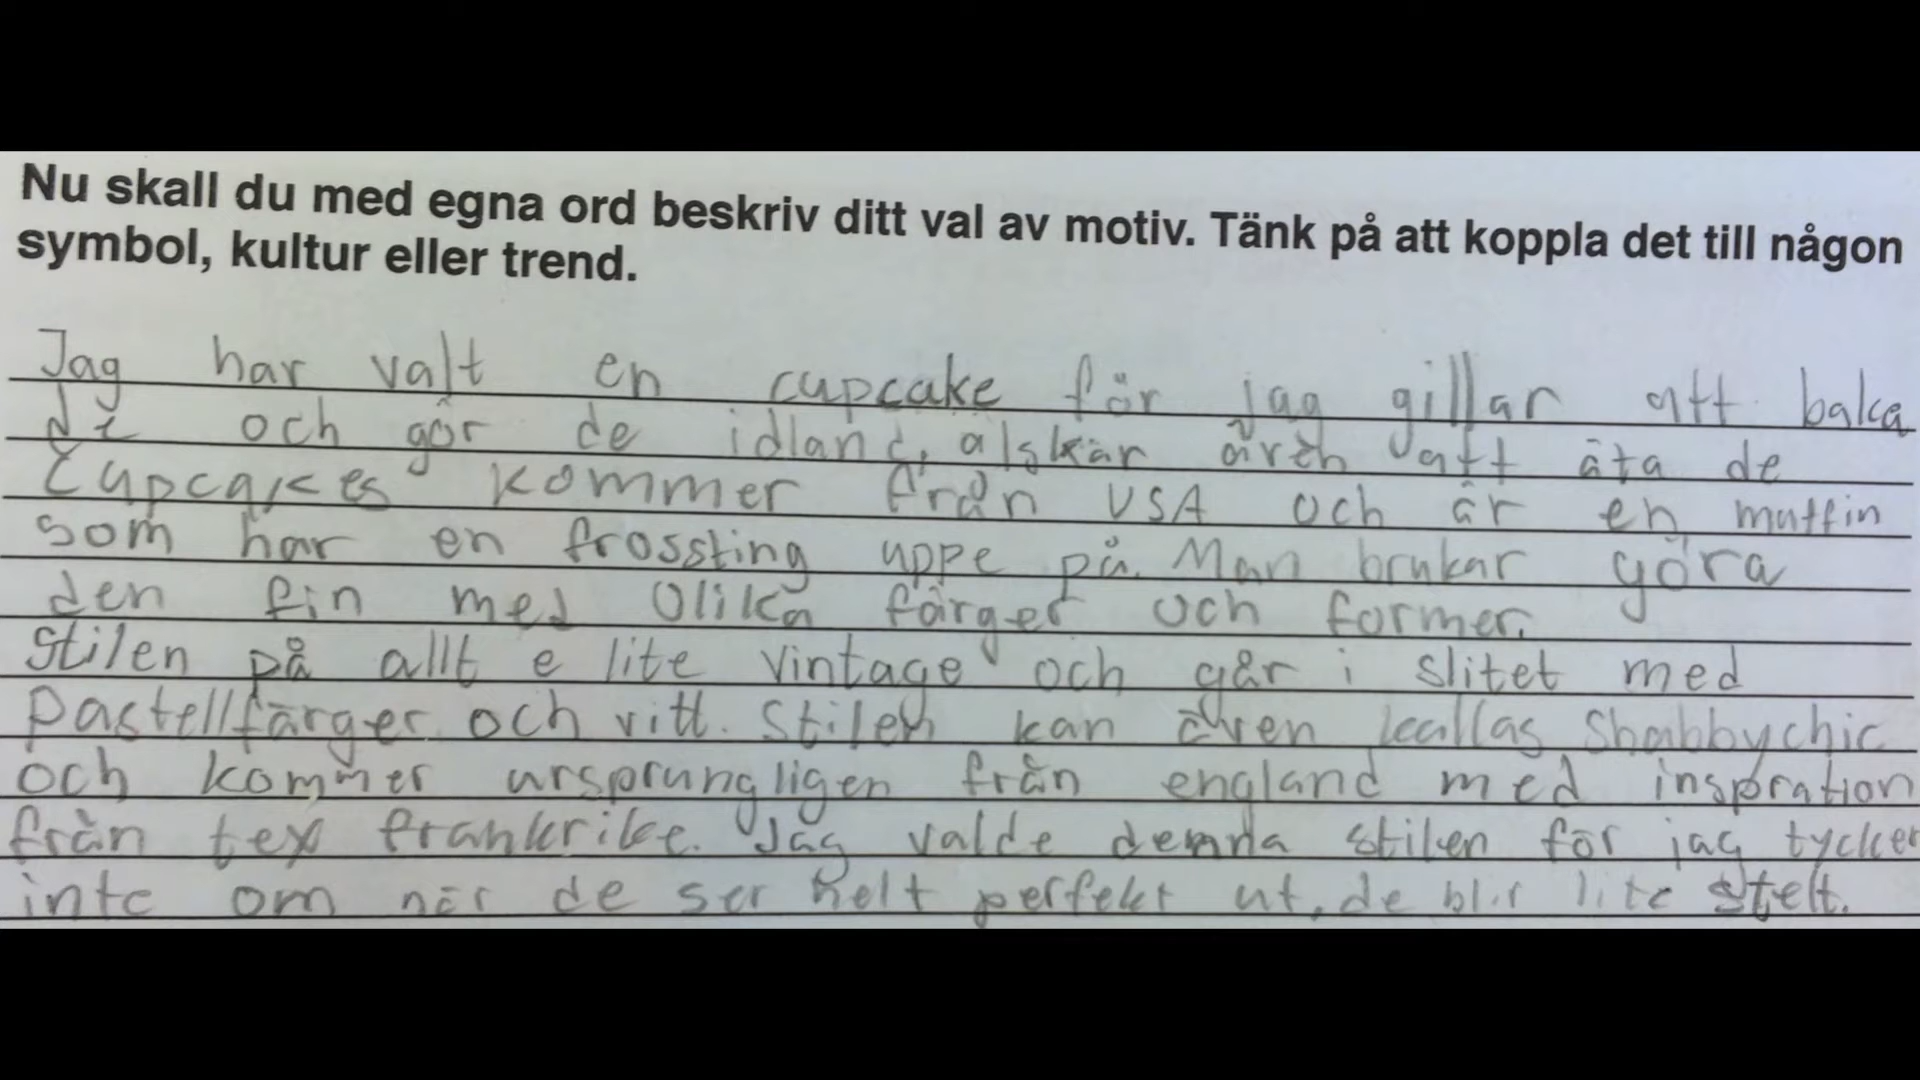 Nu skall du med egna ord beskriv ditt val av motiv. Tänk på att koppla det till någon
symbol, kultur eller trend.
Jag har valt en cupcake för jag gillar att baka
de och gör de idland, älskar även att äta de
Cupcakes kommer från USA och är en muffin
som har en frossting uppe på. Man brukar göra
den fin med olika färger och former.
Stilen på allt e lite vintage och går i slitet med
pastellfärger och vitt. Stilen kan även kallas Shabbychic
och kommer ursprungligen från england med inspration
från tex frankrike. Jag valde denna stilen för jag tycker
inte om när de ser helt perfekt ut, de blir lite stelt.